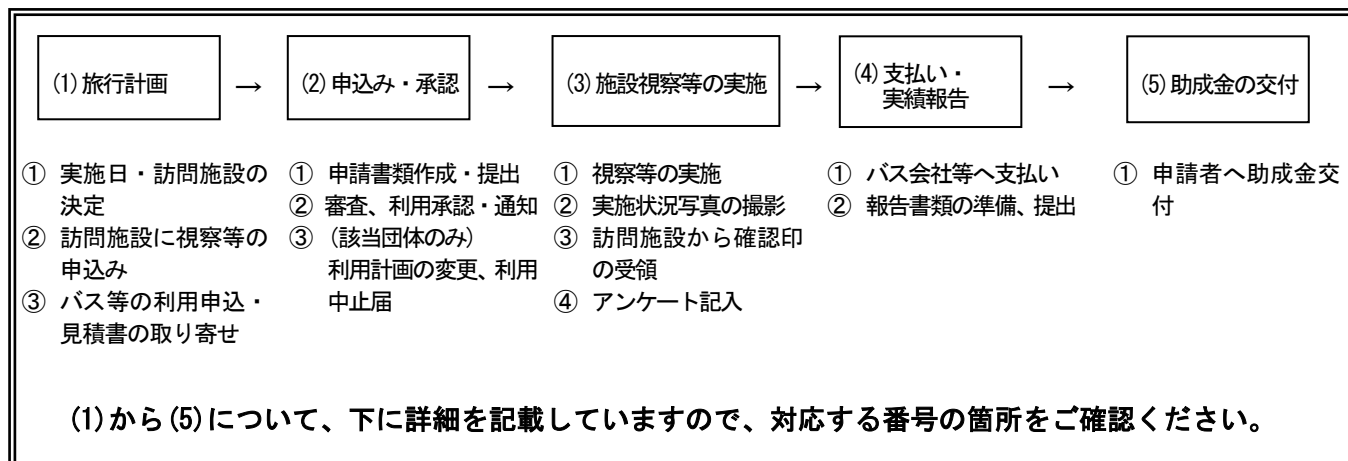 (1)旅行計画 → (2)申込み・承認 → (3)施設視察等の実施 → (4)支払い・実績報告 → (5)助成金の交付
① 実施日・訪問施設の
決定
② 訪問施設に視察等の
申込み
③ バス等の利用申込・
見積書の取り寄せ
① 申請書類作成・提出
② 審査、利用承認・通知
③ (該当団体のみ)
利用計画の変更、利用
中止届
① 視察等の実施
② 実施状況写真の撮影
③ 訪問施設から確認印
の受領
④ アンケート記入
① バス会社等へ支払い
② 報告書類の準備、提出
① 申請者へ助成金交
付
(1)から(5)について、下に詳細を記載していますので、対応する番号の箇所をご確認ください。